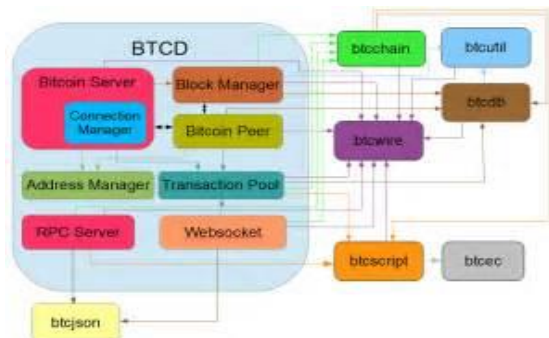 BTCD
Bitcoin Server
Connection
Manager
Block Manager
Bitcoin Peer
Address Manager
Transaction Pool
RPC Server
Websocket
btcjson
btcchain
btcutil
btcdb
btcwire
btcscript
btcec